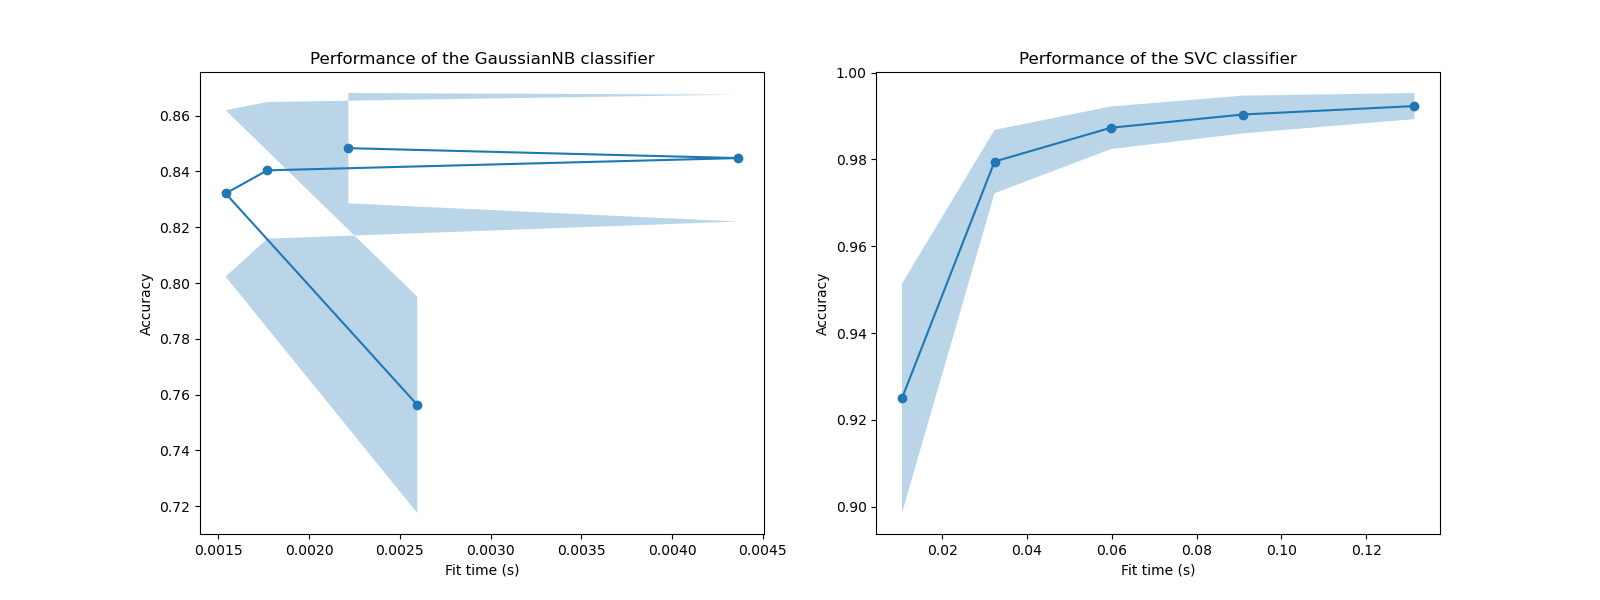 Performance of the GaussianNB classifier
Accuracy
0.86
0.84
0.82
0.80
0.78
0.76
0.74
0.72
0.0015 0.0020 0.0025 0.0030 0.0035 0.0040 0.0045
Fit time (s)
Performance of the SVC classifier
Accuracy
1.00
0.98
0.96
0.94
0.92
0.90
0.02 0.04 0.06 0.08 0.10 0.12
Fit time (s)